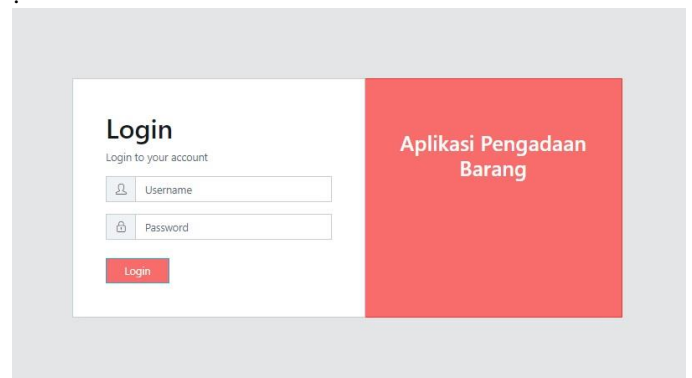 Login
Login to your account
Username
Password
Login
Aplikasi Pengadaan
Barang